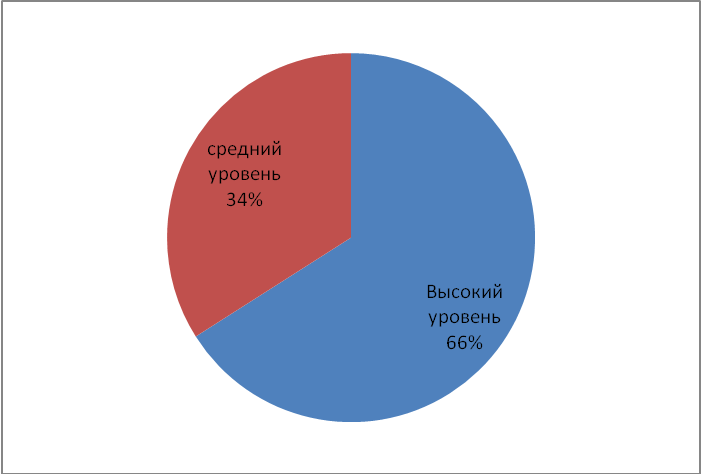 средний
уровень
34%
Высокий
уровень
66%